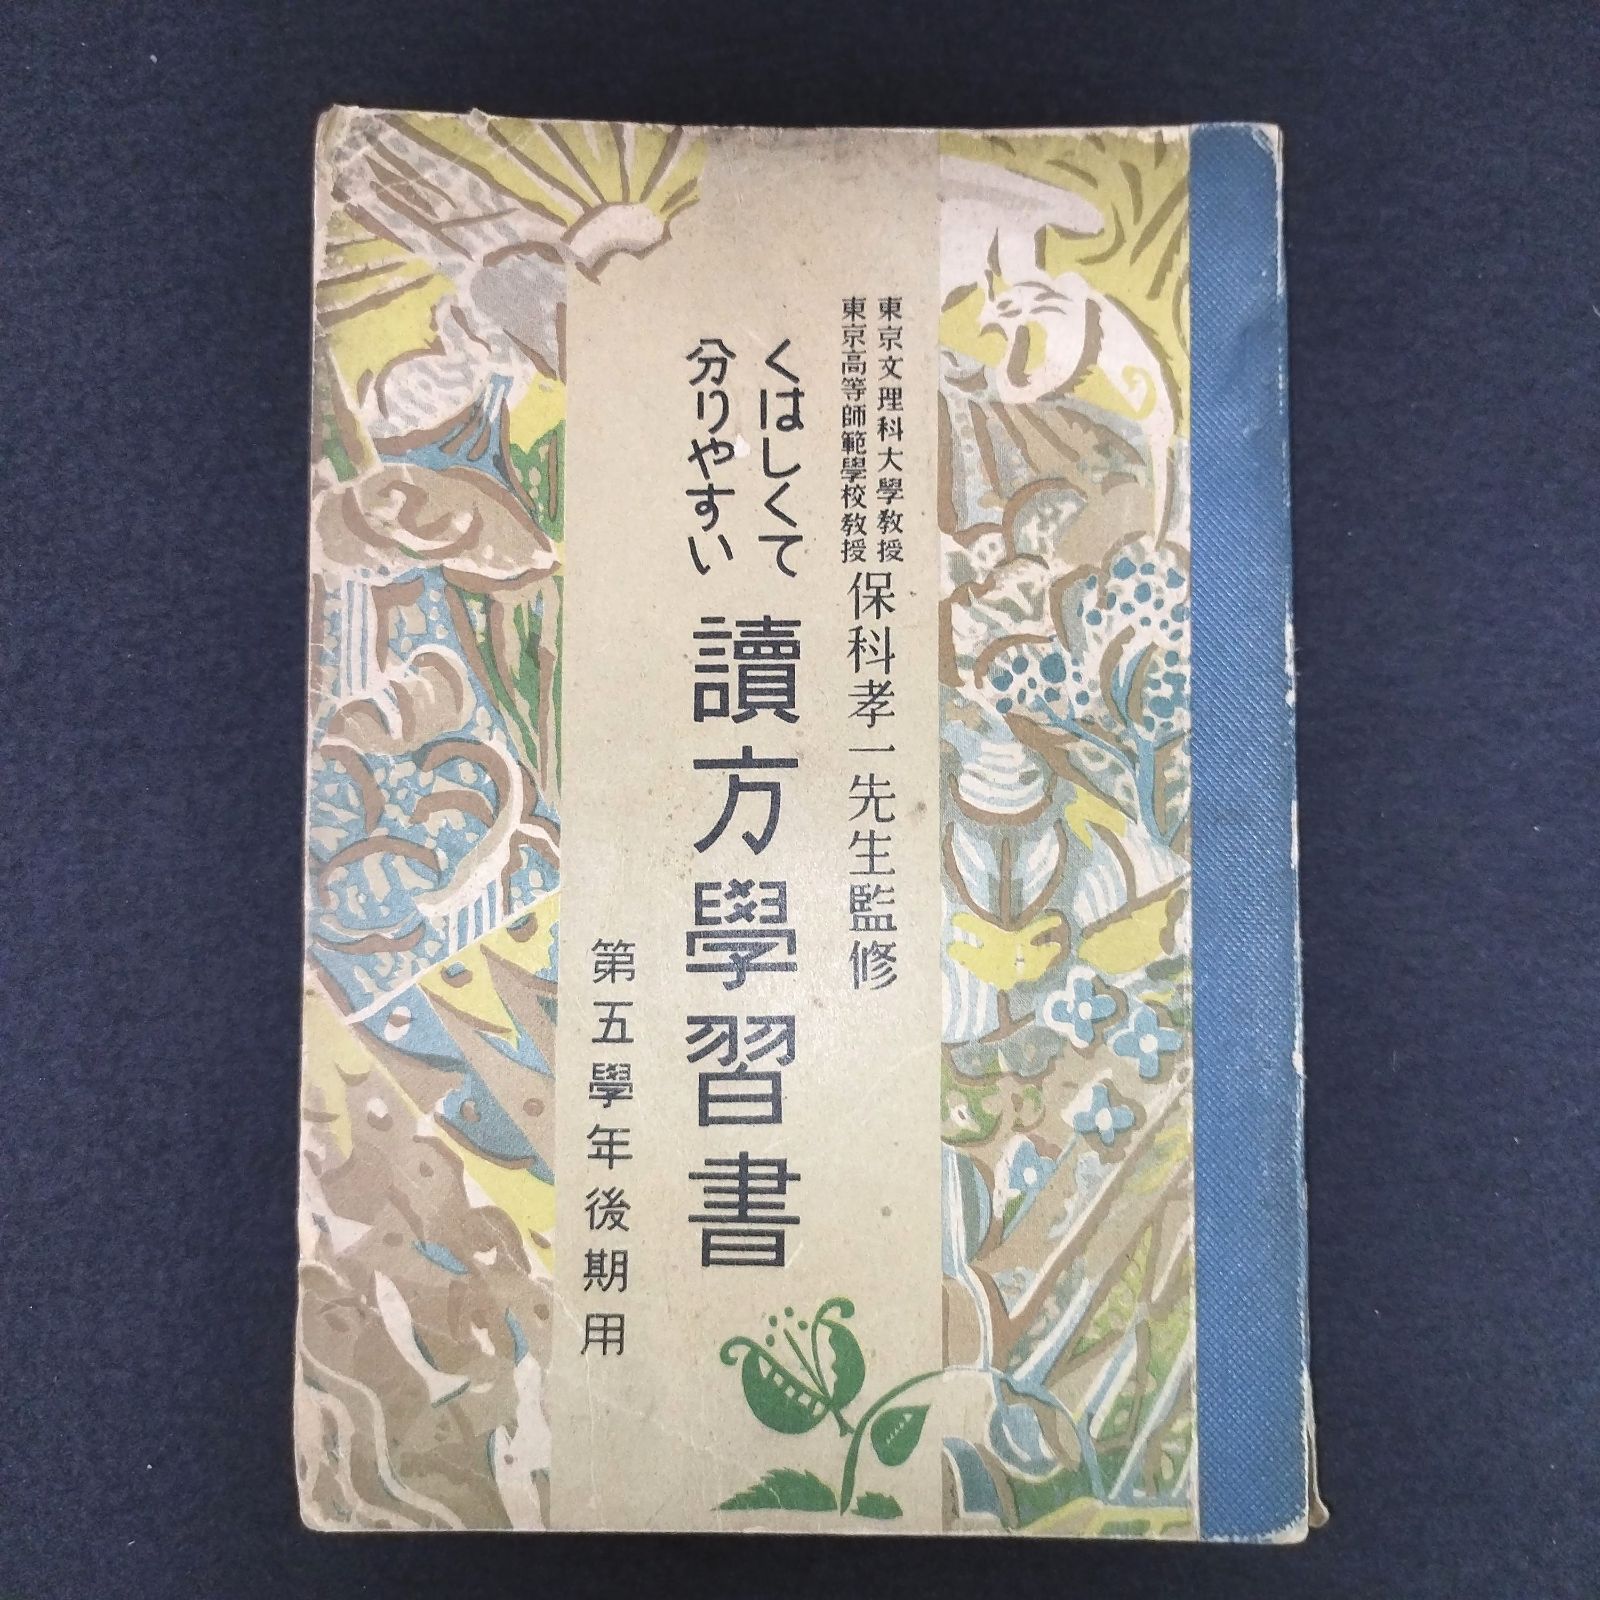 東京文理科大學教授
東京高等師範學校教授
保科孝一先生監修
くはしくて
分りやすい
讀方學習書
第五學年後期用